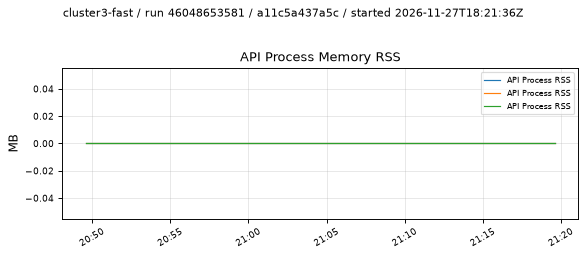 cluster3-fast / run 46048653581 / a11c5a437a5c / started 2026-11-27T18:21:36Z
API Process Memory RSS
API Process RSS
API Process RSS
API Process RSS
MB
0.04
0.02
0.00
−0.02
−0.04
20:50
20:55
21:00
21:05
21:10
21:15
21:20